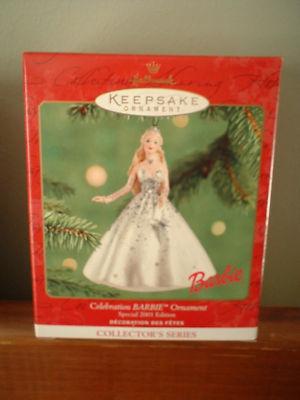 Hallmark
KEEPSAKE
ORNAMENT
Barbie
Celebration BARBIE™ Ornament
Special 2001 Edition
DÉCORATION DES FÊTES
COLLECTOR'S SERIES